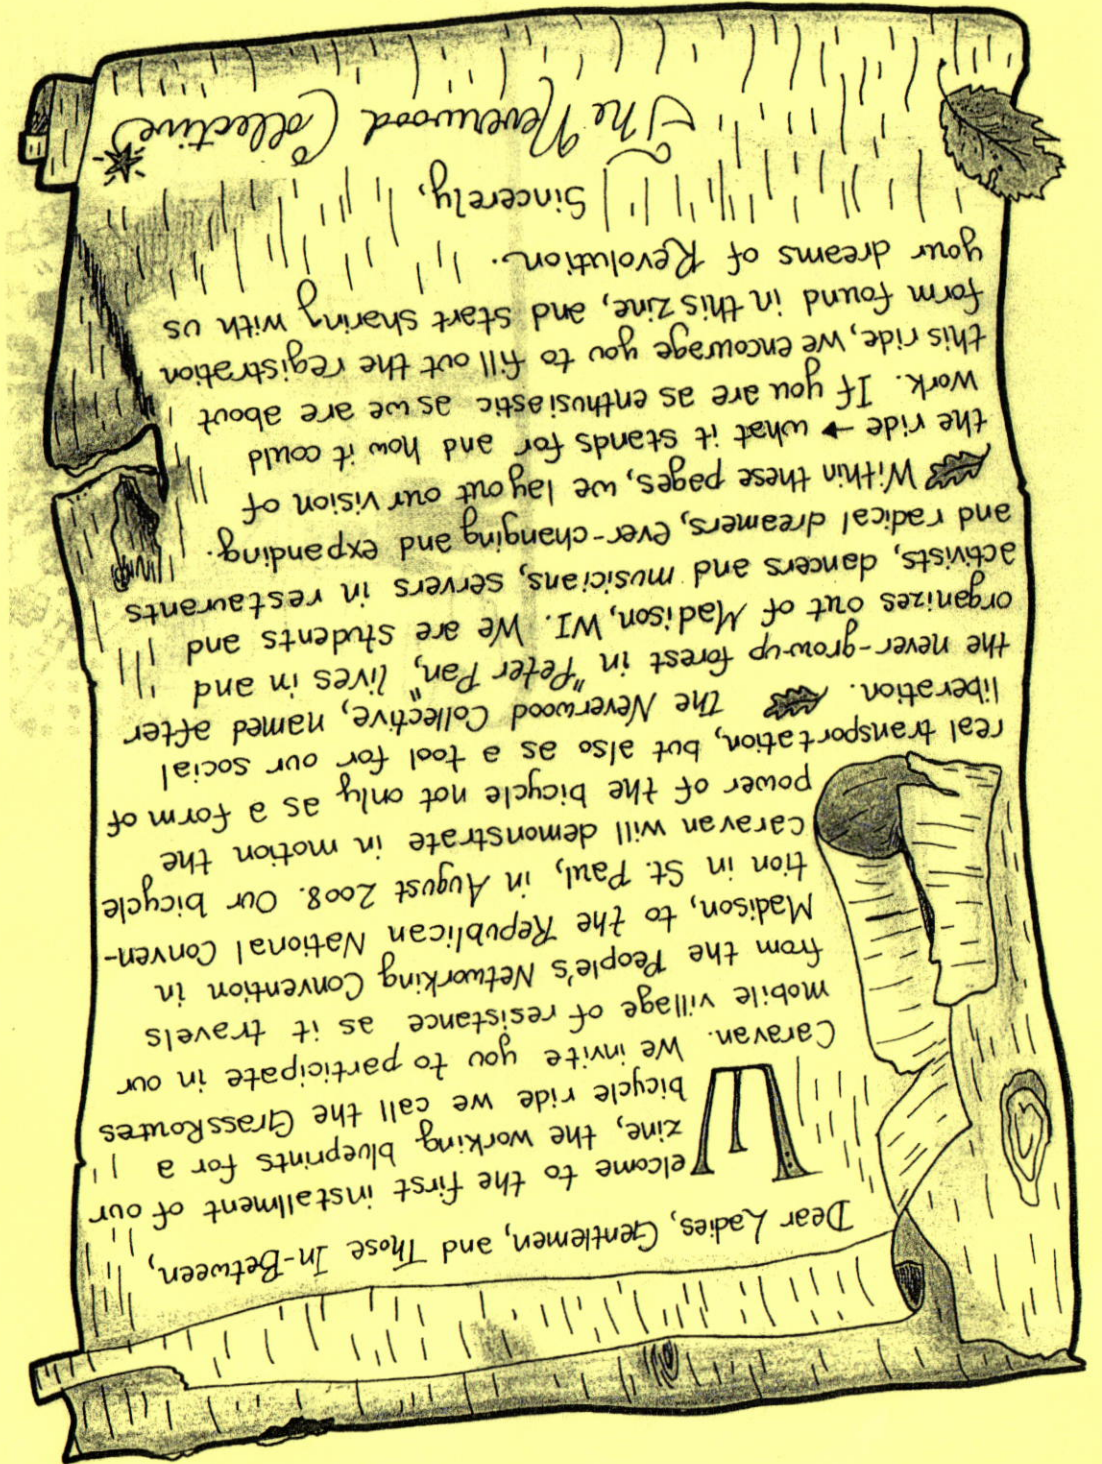 Dear Ladies, Gentlemen, and Those In-Between,
Welcome to the first installment of our
zine, the working blueprints for a
bicycle ride we call the GrassRoutes
Caravan. We invite you to participate in our
mobile village of resistance as it travels
from the People's Networking Convention in
Madison, to the Republican National Conven-
tion in St. Paul, in August 2008. Our bicycle
caravan will demonstrate in motion the
power of the bicycle not only as a form of
real transportation, but also as a tool for our social
liberation. The Neverwood Collective, named after
the never-grow-up forest in "Peter Pan," lives in and
organizes out of Madison, WI. We are students and
activists, dancers and musicians, servers in restaurants
and radical dreamers, ever-changing and expanding.
Within these pages, we lay out our vision of
the ride → what it stands for and how it could
work. If you are as enthusiastic as we are about
this ride, we encourage you to fill out the registration
form found in this zine, and start sharing with us
your dreams of Revolution.
Sincerely,
The Neverwood Collective